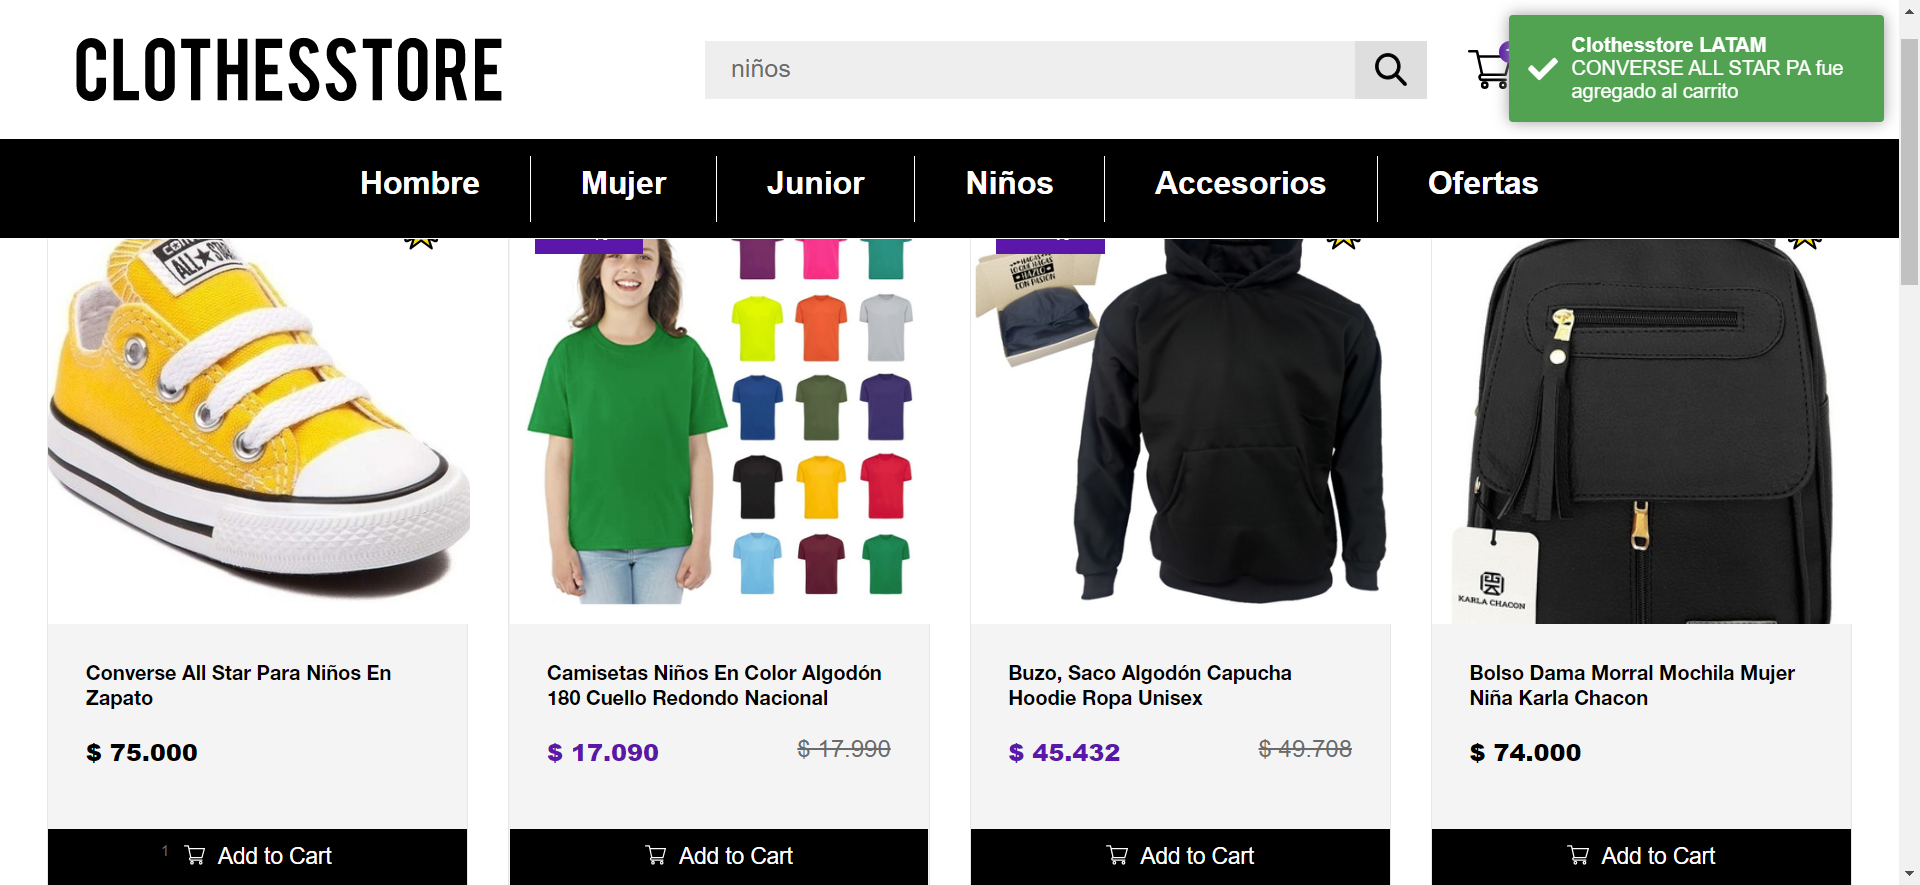 CLOTHESSTORE
niños
Clothesstore LATAM
CONVERSE ALL STAR PA fue
agregado al carrito
Hombre
Mujer
Junior
Niños
Accesorios
Ofertas
ALL★STAR
HAZLO
CON PASIÓN
KARLA CHACON
Converse All Star Para Niños En
Zapato
$ 75.000
1 Add to Cart
Camisetas Niños En Color Algodón
180 Cuello Redondo Nacional
$ 17.090 $ 17.990
Add to Cart
Buzo, Saco Algodón Capucha
Hoodie Ropa Unisex
$ 45.432 $ 49.708
Add to Cart
Bolso Dama Morral Mochila Mujer
Niña Karla Chacon
$ 74.000
Add to Cart